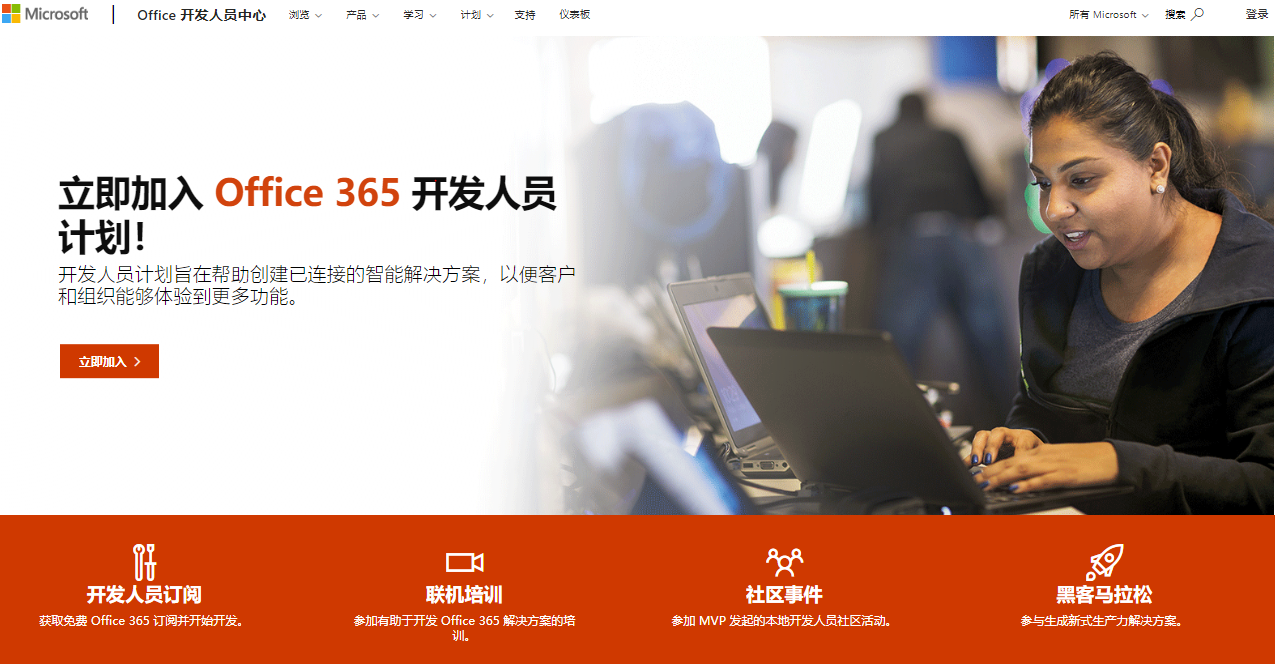 Microsoft Office 开发人员中心 浏览 产品 学习 计划 支持 仪表板 所有 Microsoft 搜索 登录
立即加入 Office 365 开发人员
计划！
开发人员计划旨在帮助创建已连接的智能解决方案，以便客户
和组织能够体验到更多功能。
立即加入
开发人员订阅
获取免费 Office 365 订阅并开始开发。
联机培训
参加有助于开发 Office 365 解决方案的培
训。
社区事件
参加 MVP 发起的本地开发人员社区活动。
黑客马拉松
参与生成新式生产力解决方案。